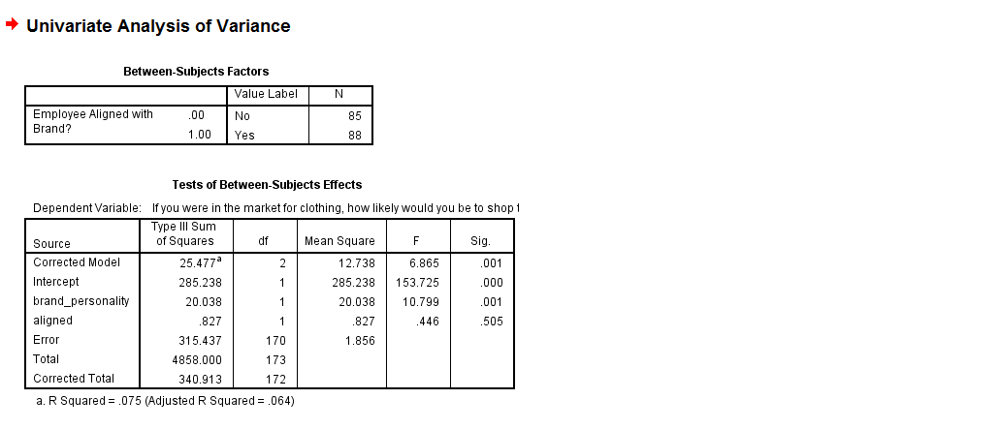 Univariate Analysis of Variance
Between-Subjects Factors
Value Label N
Employee Aligned with Brand? .00 No 85
1.00 Yes 88
Tests of Between-Subjects Effects
Dependent Variable: If you were in the market for clothing, how likely would you be to shop
Source Type III Sum of Squares df Mean Square F Sig.
Corrected Model 25.477a 2 12.738 6.865 .001
Intercept 285.238 1 285.238 153.725 .000
brand_personality 20.038 1 20.038 10.799 .001
aligned .827 1 .827 .446 .505
Error 315.437 170 1.856
Total 4858.000 173
Corrected Total 340.913 172
a. R Squared = .075 (Adjusted R Squared = .064)